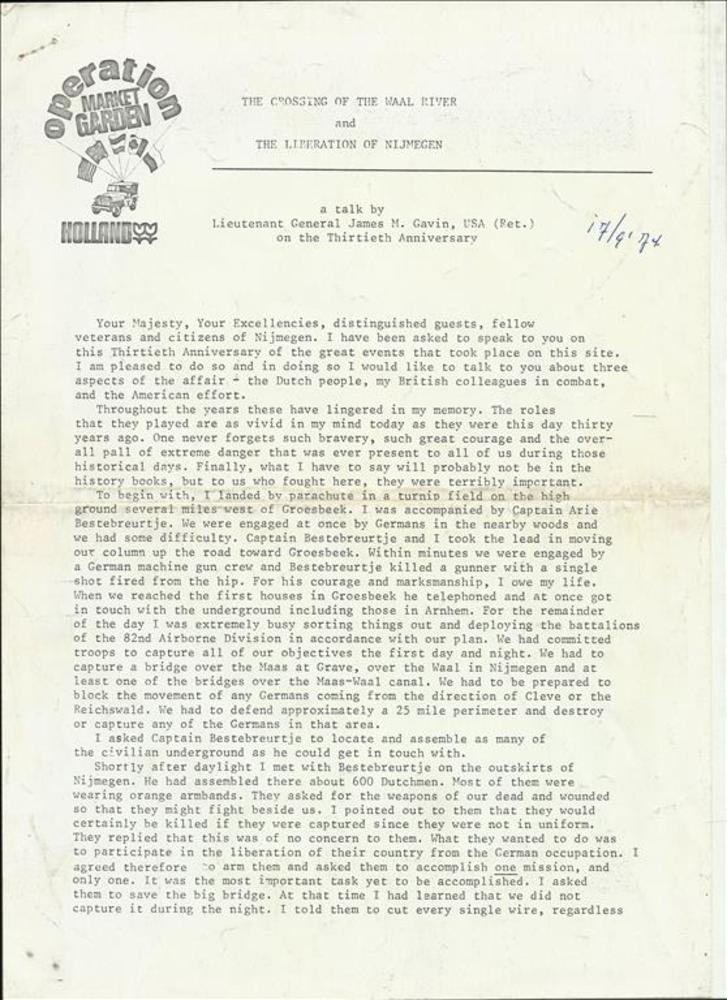 operation
MARKET
GARDEN
HOLLAND
THE CROSSING OF THE WAAL RIVER
and
THE LIBERATION OF NIJMEGEN
a talk by
Lieutenant General James M. Gavin, USA (Ret.)
on the Thirtieth Anniversary
17/9'74
Your Majesty, Your Excellencies, distinguished guests, fellow
veterans and citizens of Nijmegen. I have been asked to speak to you on
this Thirtieth Anniversary of the great events that took place on this site.
I am pleased to do so and in doing so I would like to talk to you about three
aspects of the affair - the Dutch people, my British colleagues in combat,
and the American effort.
Throughout the years these have lingered in my memory. The roles
that they played are as vivid in my mind today as they were this day thirty
years ago. One never forgets such bravery, such great courage and the over-
all pall of extreme danger that was ever present to all of us during those
historical days. Finally, what I have to say will probably not be in the
history books, but to us who fought here, they were terribly important.
To begin with, I landed by parachute in a turnip field on the high
ground several miles west of Groesbeek. I was accompanied by Captain Arie
Bestebreurtje. We were engaged at once by Germans in the nearby woods and
we had some difficulty. Captain Bestebreurtje and I took the lead in moving
our column up the road toward Groesbeek. Within minutes we were engaged by
a German machine gun crew and Bestebreurtje killed a gunner with a single
shot fired from the hip. For his courage and marksmanship, I owe my life.
When we reached the first houses in Groesbeek he telephoned and at once got
in touch with the underground including those in Arnhem. For the remainder
of the day I was extremely busy sorting things out and deploying the battalions
of the 82nd Airborne Division in accordance with our plan. We had committed
troops to capture all of our objectives the first day and night. We had to
capture a bridge over the Maas at Grave, over the Waal in Nijmegen and at
least one of the bridges over the Maas-Waal canal. We had to be prepared to
block the movement of any Germans coming from the direction of Cleve or the
Reichswald. We had to defend approximately a 25 mile perimeter and destroy
or capture any of the Germans in that area.
I asked Captain Bestebreurtje to locate and assemble as many of
the civilian underground as he could get in touch with.
Shortly after daylight I met with Bestebreurtje on the outskirts of
Nijmegen. He had assembled there about 600 Dutchmen. Most of them were
wearing orange armbands. They asked for the weapons of our dead and wounded
so that they might fight beside us. I pointed out to them that they would
certainly be killed if they were captured since they were not in uniform.
They replied that this was of no concern to them. What they wanted to do was
to participate in the liberation of their country from the German occupation. I
agreed therefore to arm them and asked them to accomplish one mission, and
only one. It was the most important task yet to be accomplished. I asked
them to save the big bridge. At that time I had learned that we did not
capture it during the night. I told them to cut every single wire, regardless